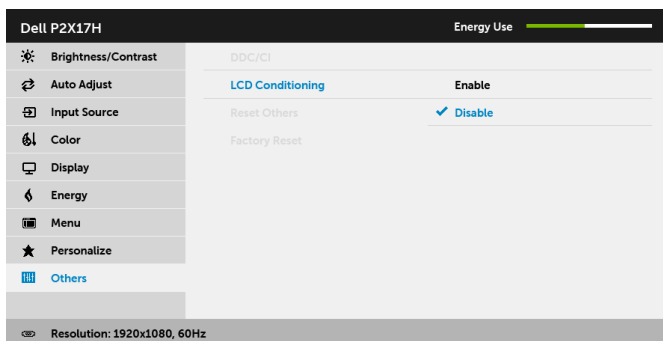 Dell P2X17H Energy Use
Brightness/Contrast DDC/CI
Auto Adjust LCD Conditioning Enable
Input Source Reset Others Disable
Color Factory Reset
Display
Energy
Menu
Personalize
Others
Resolution: 1920x1080, 60Hz